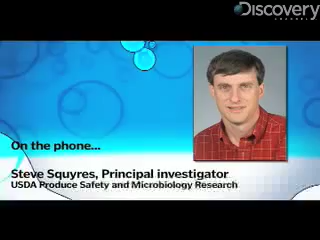 Discovery
CHANNEL
On the phone...
Steve Squyres, Principal investigator
USDA Produce Safety and Microbiology Research